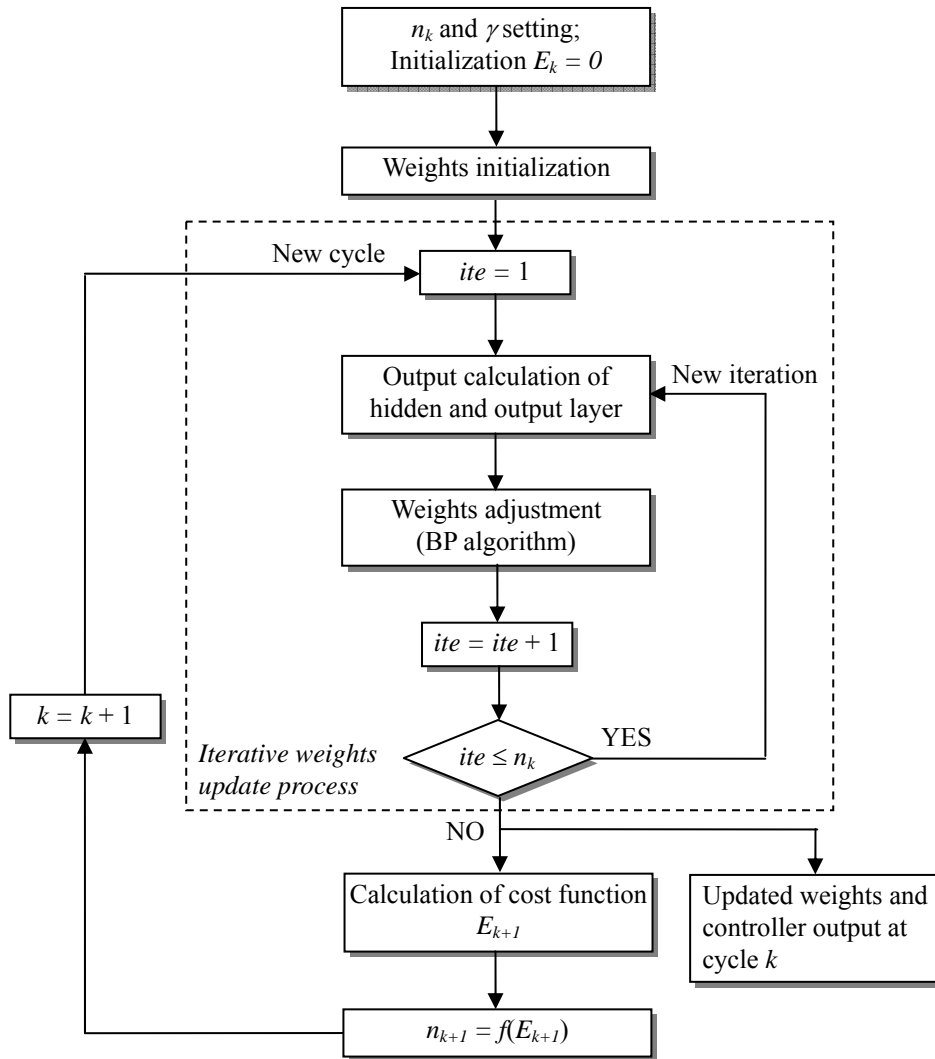 n_k and γ setting;
Initialization E_k = 0
Weights initialization
New cycle
ite = 1
Output calculation of
hidden and output layer
New iteration
Weights adjustment
(BP algorithm)
ite = ite + 1
k = k + 1
ite ≤ n_k
YES
Iterative weights
update process
NO
Calculation of cost function
E_{k+1}
Updated weights and
controller output at
cycle k
n_{k+1} = f(E_{k+1})